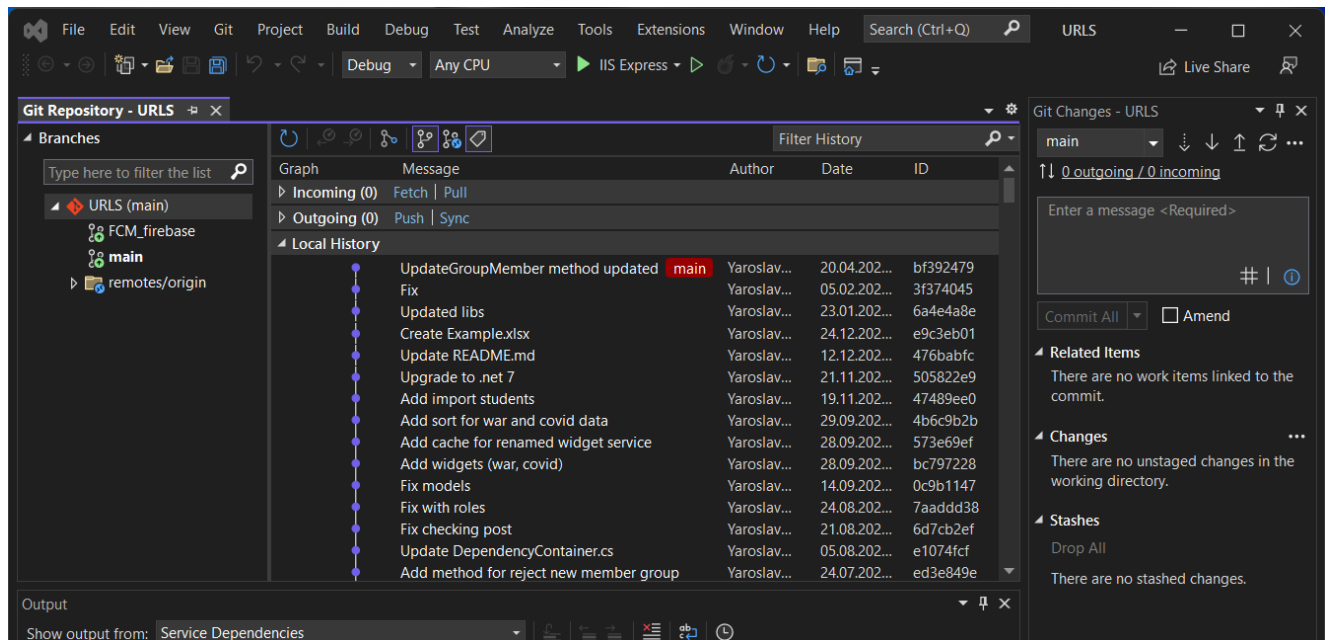 File Edit View Git Project Build Debug Test Analyze Tools Extensions Window Help Search (Ctrl+Q) URLS
Debug Any CPU IIS Express Live Share
Git Repository - URLS
Branches
Type here to filter the list
URLS (main)
FCM_firebase
main
remotes/origin
Filter History
Graph Message Author Date ID
Incoming (0) Fetch | Pull
Outgoing (0) Push | Sync
Local History
UpdateGroupMember method updated main Yaroslav... 20.04.202... bf392479
Fix Yaroslav... 05.02.202... 3f374045
Updated libs Yaroslav... 23.01.202... 6a4e4a8e
Create Example.xlsx Yaroslav... 24.12.202... e9c3eb01
Update README.md Yaroslav... 12.12.202... 476babfc
Upgrade to .net 7 Yaroslav... 21.11.202... 505822e9
Add import students Yaroslav... 19.11.202... 47489ee0
Add sort for war and covid data Yaroslav... 29.09.202... 4b6c9b2b
Add cache for renamed widget service Yaroslav... 28.09.202... 573e69ef
Add widgets (war, covid) Yaroslav... 28.09.202... bc797228
Fix models Yaroslav... 14.09.202... 0c9b1147
Fix with roles Yaroslav... 24.08.202... 7aaddd38
Fix checking post Yaroslav... 21.08.202... 6d7cb2ef
Update DependencyContainer.cs Yaroslav... 05.08.202... e1074fcf
Add method for reject new member group Yaroslav... 24.07.202... ed3e849e
Git Changes - URLS
main
0 outgoing / 0 incoming
Enter a message <Required>
Commit All Amend
Related Items
There are no work items linked to the
commit.
Changes
There are no unstaged changes in the
working directory.
Stashes
Drop All
There are no stashed changes.
Output
Show output from: Service Dependencies